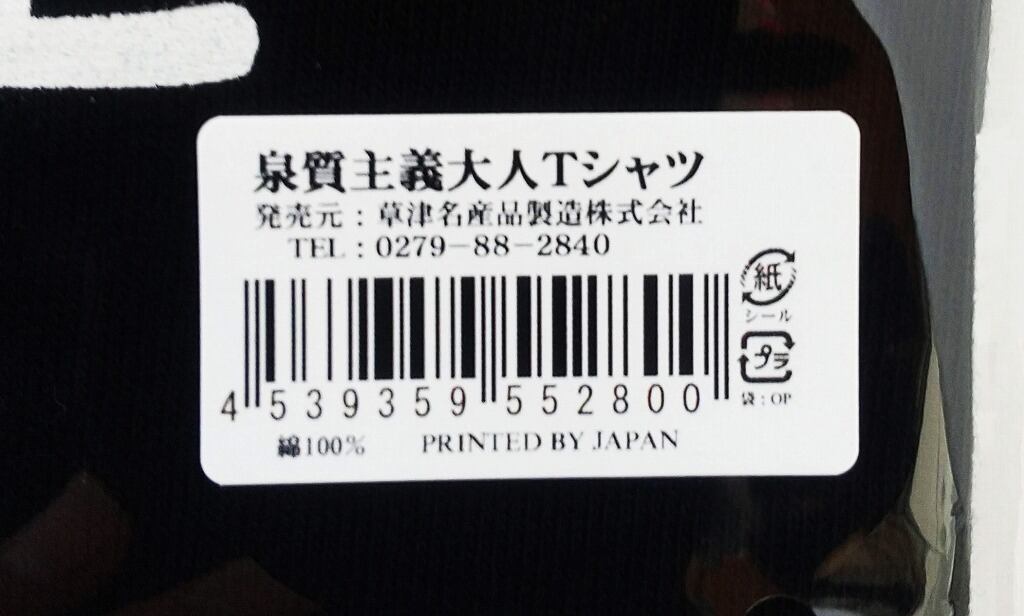 泉質主義大人Tシャツ
発売元：草津名産品製造株式会社
TEL：0279-88-2840
紙
シール
プラ
袋：OP
4 539359 552800
綿100% PRINTED BY JAPAN